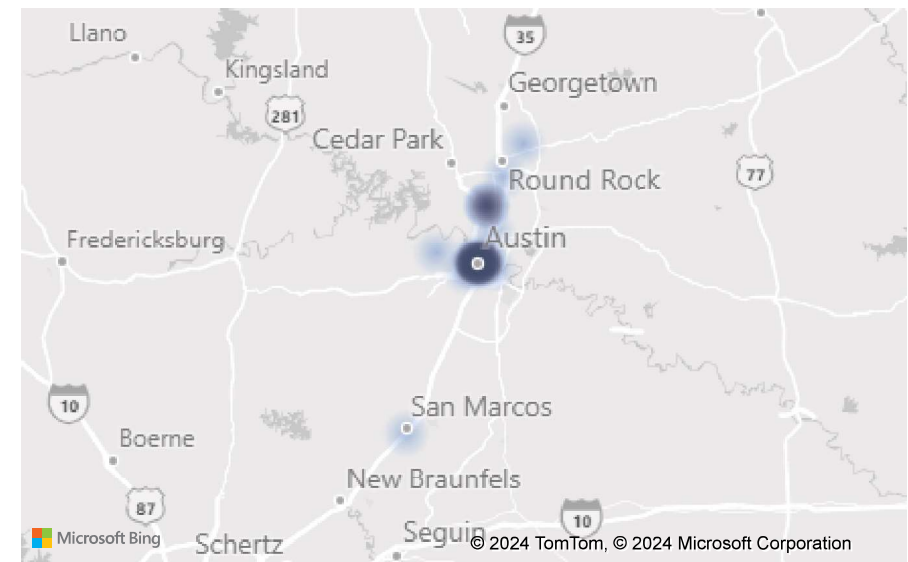 Llano
35
Kingsland
Georgetown
281
Cedar Park
77
Round Rock
Fredericksburg
Austin
10
San Marcos
Boerne
New Braunfels
87
10
Microsoft Bing
Schertz
Seguin
© 2024 TomTom, © 2024 Microsoft Corporation